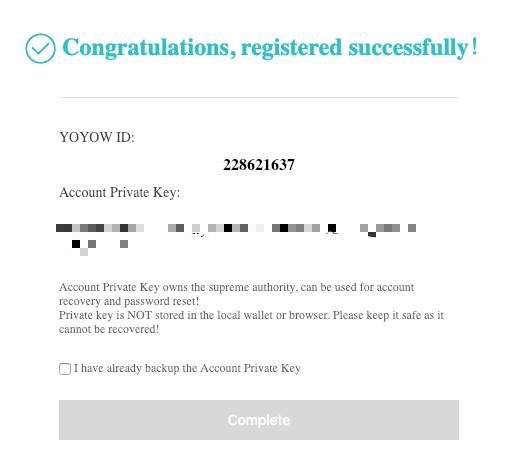 Congratulations, registered successfully!
YOYOW ID:
228621637
Account Private Key:
Account Private Key owns the supreme authority, can be used for account
recovery and password reset!
Private key is NOT stored in the local wallet or browser. Please keep it safe as it
cannot be recovered!
I have already backup the Account Private Key
Complete